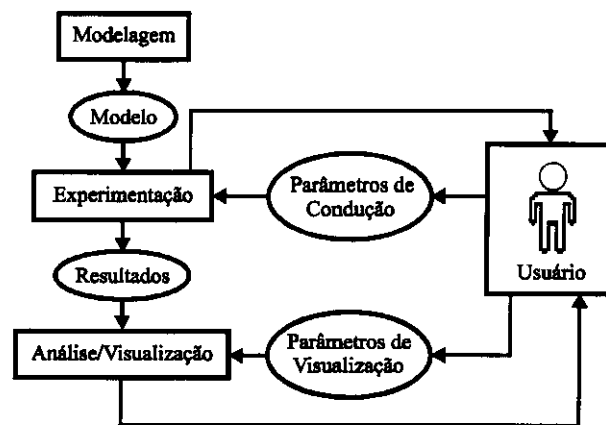 Modelagem
Modelo
Experimentação
Parâmetros de
Condução
Usuário
Resultados
Análise/Visualização
Parâmetros de
Visualização